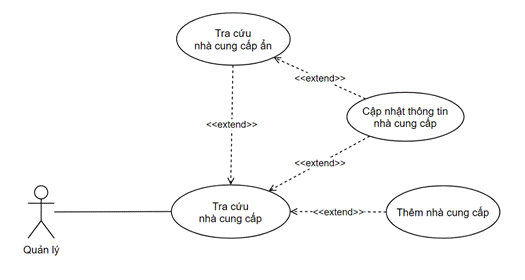 Tra cứu
nhà cung cấp ẩn
<<extend>>
Cập nhật thông tin
nhà cung cấp
<<extend>>
<<extend>>
Tra cứu
nhà cung cấp
<<extend>>
Thêm nhà cung cấp
Quản lý